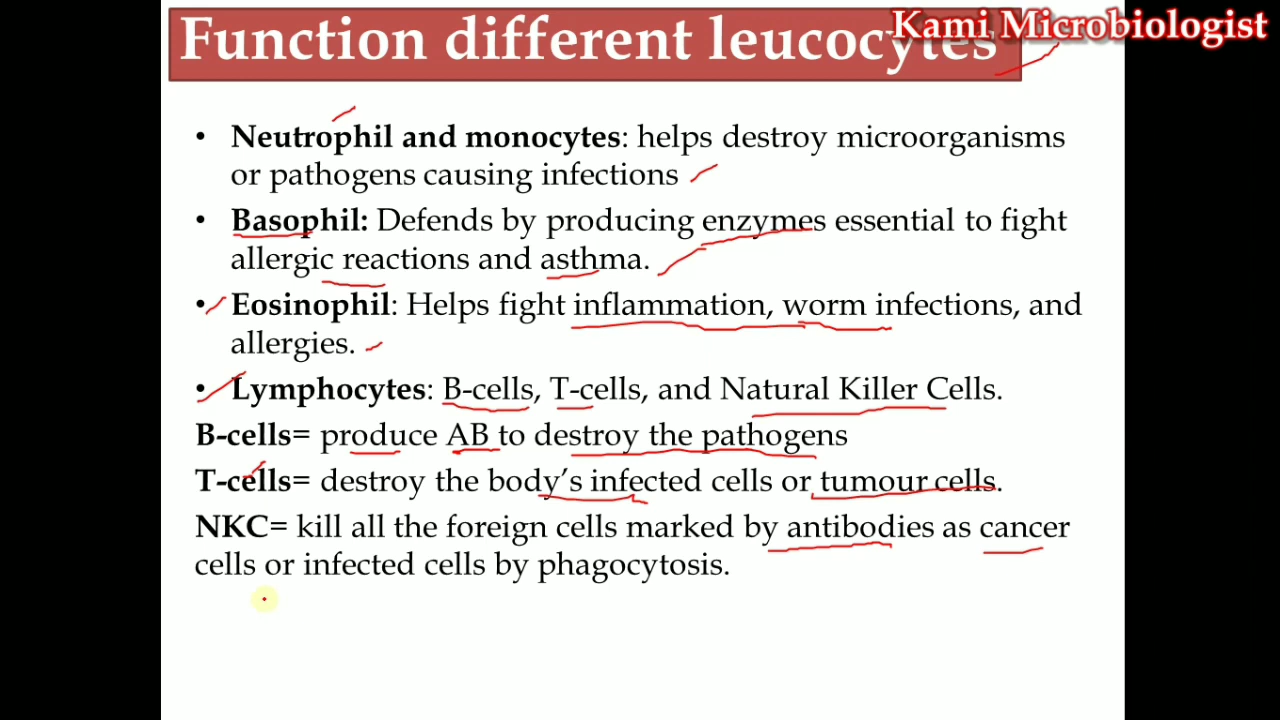 Function different leucocytes
Kami Microbiologist
• Neutrophil and monocytes: helps destroy microorganisms
or pathogens causing infections
• Basophil: Defends by producing enzymes essential to fight
allergic reactions and asthma.
• Eosinophil: Helps fight inflammation, worm infections, and
allergies.
• Lymphocytes: B-cells, T-cells, and Natural Killer Cells.
B-cells= produce AB to destroy the pathogens
T-cells= destroy the body's infected cells or tumour cells.
NKC= kill all the foreign cells marked by antibodies as cancer
cells or infected cells by phagocytosis.